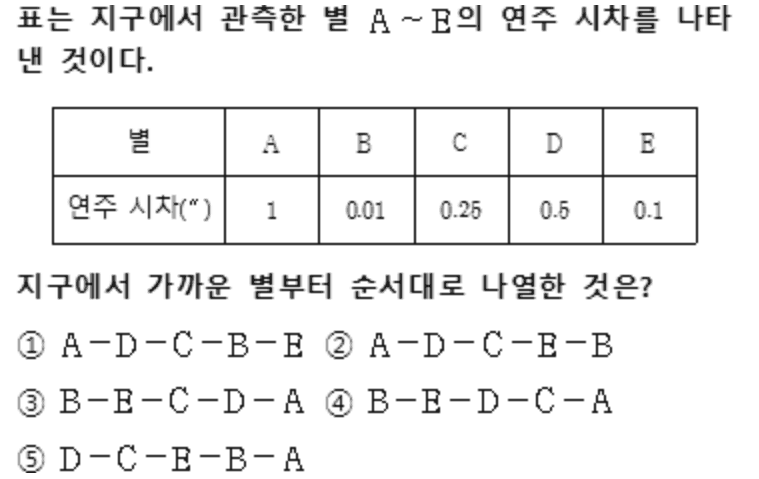 표는 지구에서 관측한 별 A ~ E의 연주 시차를 나타
낸 것이다.
별 A B C D E
연주 시차(″) 1 0.01 0.25 0.5 0.1
지구에서 가까운 별부터 순서대로 나열한 것은?
① A-D-C-B-E ② A-D-C-E-B
③ B-E-C-D-A ④ B-E-D-C-A
⑤ D-C-E-B-A